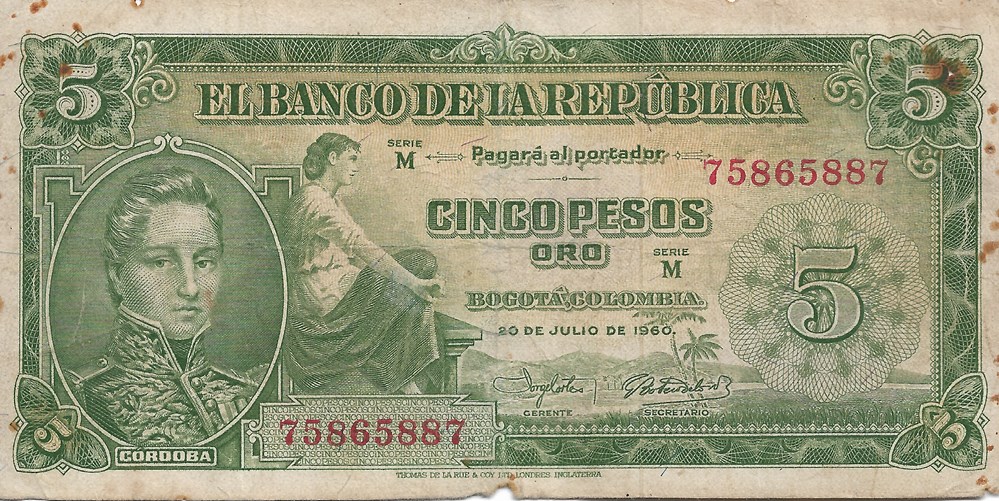 5 5
EL BANCO DE LA REPÚBLICA
SERIE
M
Pagará al portador
75865887
CINCO PESOS
ORO
SERIE
M
5
BOGOTÁ, COLOMBIA.
20 DE JULIO DE 1960.
GERENTE
SECRETARIO
75865887
5 5
CÓRDOBA
THOMAS DE LA RUE & COY. LTD. LONDRES. INGLATERRA.